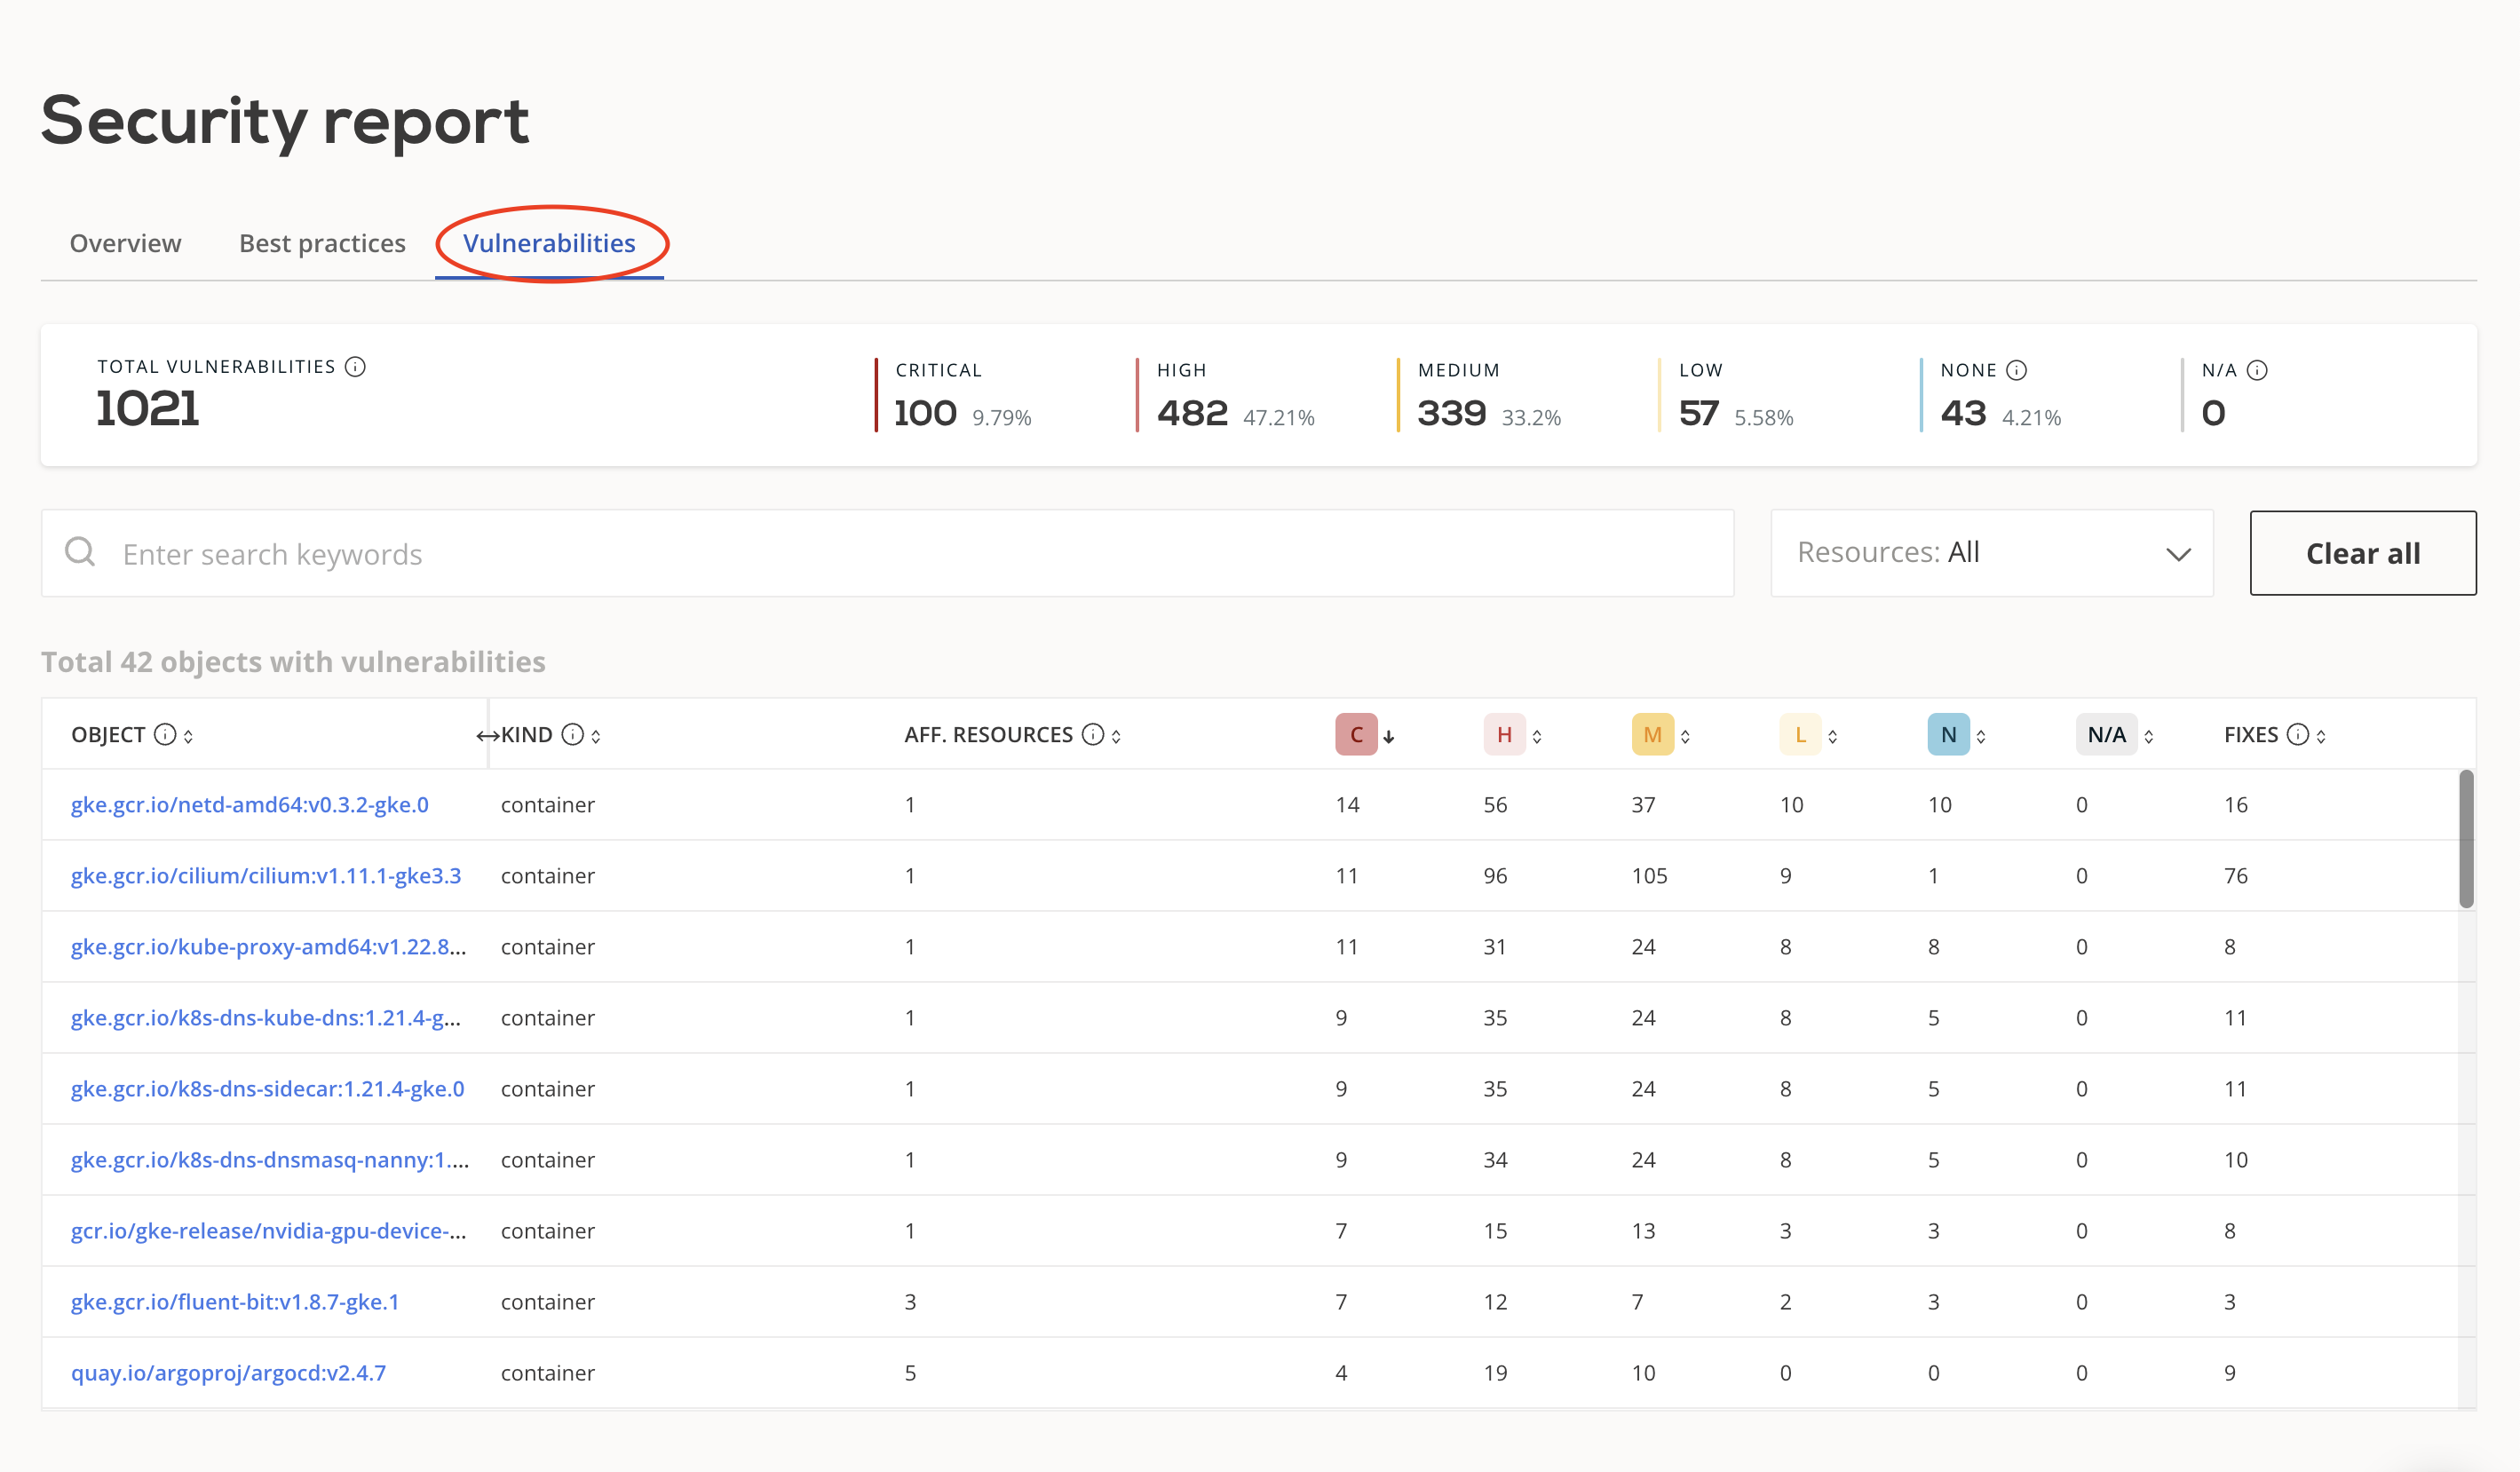 Security report
Overview Best practices Vulnerabilities
TOTAL VULNERABILITIES CRITICAL HIGH MEDIUM LOW NONE N/A
1021 100 9.79% 482 47.21% 339 33.2% 57 5.58% 43 4.21% 0
Enter search keywords Resources: All Clear all
Total 42 objects with vulnerabilities
OBJECT KIND AFF. RESOURCES C H M L N N/A FIXES
gke.gcr.io/netd-amd64:v0.3.2-gke.0 container 1 14 56 37 10 10 0 16
gke.gcr.io/cilium/cilium:v1.11.1-gke3.3 container 1 11 96 105 9 1 0 76
gke.gcr.io/kube-proxy-amd64:v1.22.8... container 1 11 31 24 8 8 0 8
gke.gcr.io/k8s-dns-kube-dns:1.21.4-g... container 1 9 35 24 8 5 0 11
gke.gcr.io/k8s-dns-sidecar:1.21.4-gke.0 container 1 9 35 24 8 5 0 11
gke.gcr.io/k8s-dns-dnsmasq-nanny:1.... container 1 9 34 24 8 5 0 10
gcr.io/gke-release/nvidia-gpu-device-... container 1 7 15 13 3 3 0 8
gke.gcr.io/fluent-bit:v1.8.7-gke.1 container 3 7 12 7 2 3 0 3
quay.io/argoproj/argocd:v2.4.7 container 5 4 19 10 0 0 0 9